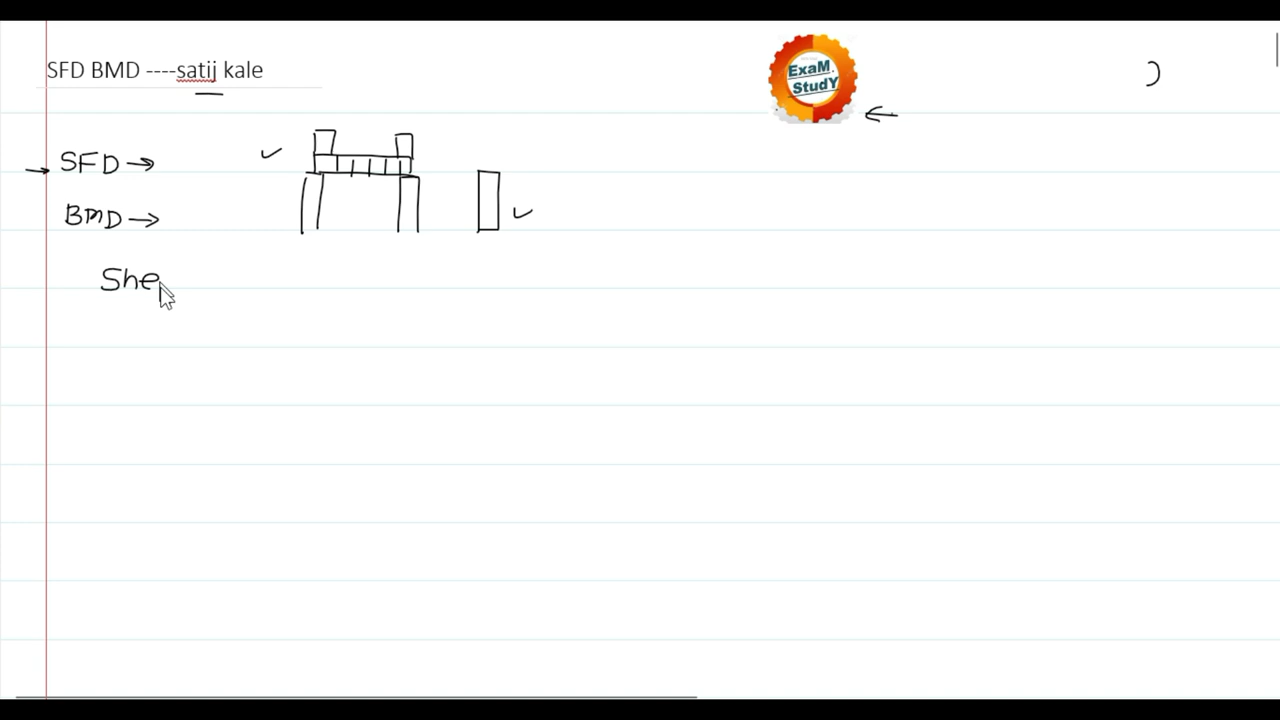 SFD BMD ----satij kale
ExaM
StudY
SFD →
BMD →
She